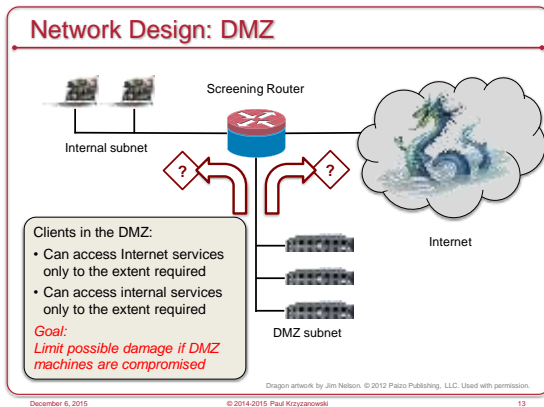 Network Design: DMZ
Screening Router
Internal subnet
?
?
Internet
Clients in the DMZ:
• Can access Internet services
only to the extent required
• Can access internal services
only to the extent required
Goal:
Limit possible damage if DMZ
machines are compromised
DMZ subnet
Dragon artwork by Jim Nelson. © 2012 Paizo Publishing, LLC. Used with permission.
December 6, 2015
© 2014-2015 Paul Krzyzanowski
13